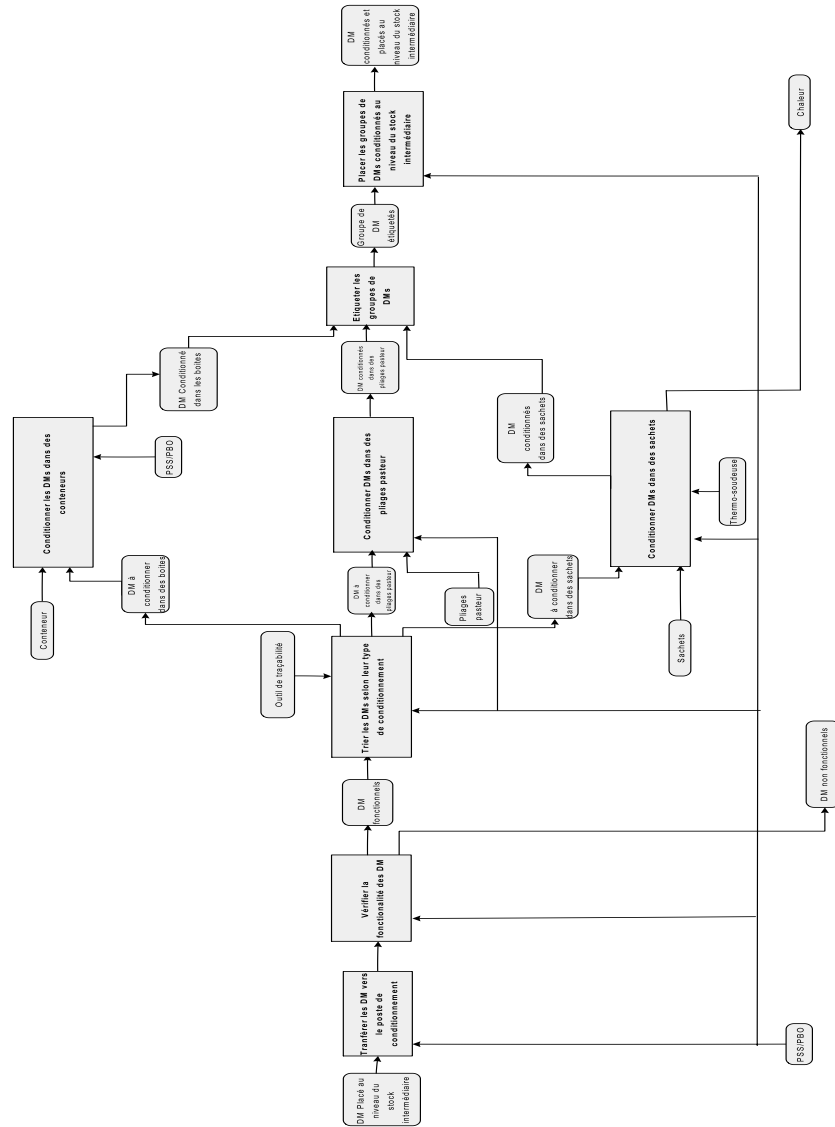 DM Placé au
niveau du
stock
intermédiaire
Tranférer les DM vers
le poste de
conditionnement
PSS/PBO
Vérifier la
fonctionalité des DM
DM non fonctionnels
DM
fonctionnels
Trier les DMs selon leur type
de conditionnement
Outil de traçabilité
Conteneur
DM à
conditionner
dans des boites
Conditionner les DMs dans des
conteneurs
PSS/PBO
DM Conditionné
dans les boites
DM à
conditionner
dans des
pliages pasteur
Pliages
pasteur
Conditionner DMs dans des
pliages pasteur
DM conditionnés
dans des
pliages pasteur
DM
à conditionner
dans des sachets
Sachets
Conditionner DMs dans des sachets
Thermo-soudeuse
DM
conditionnés
dans des sachets
Chaleur
Etiqueter les
groupes de
DMs
Groupe de
DM
étiquetés
Placer les groupes de
DMs conditionnés au
niveau du stock
intermédiaire
DM
conditionnés et
placés au
niveau du stock
intermédiaire